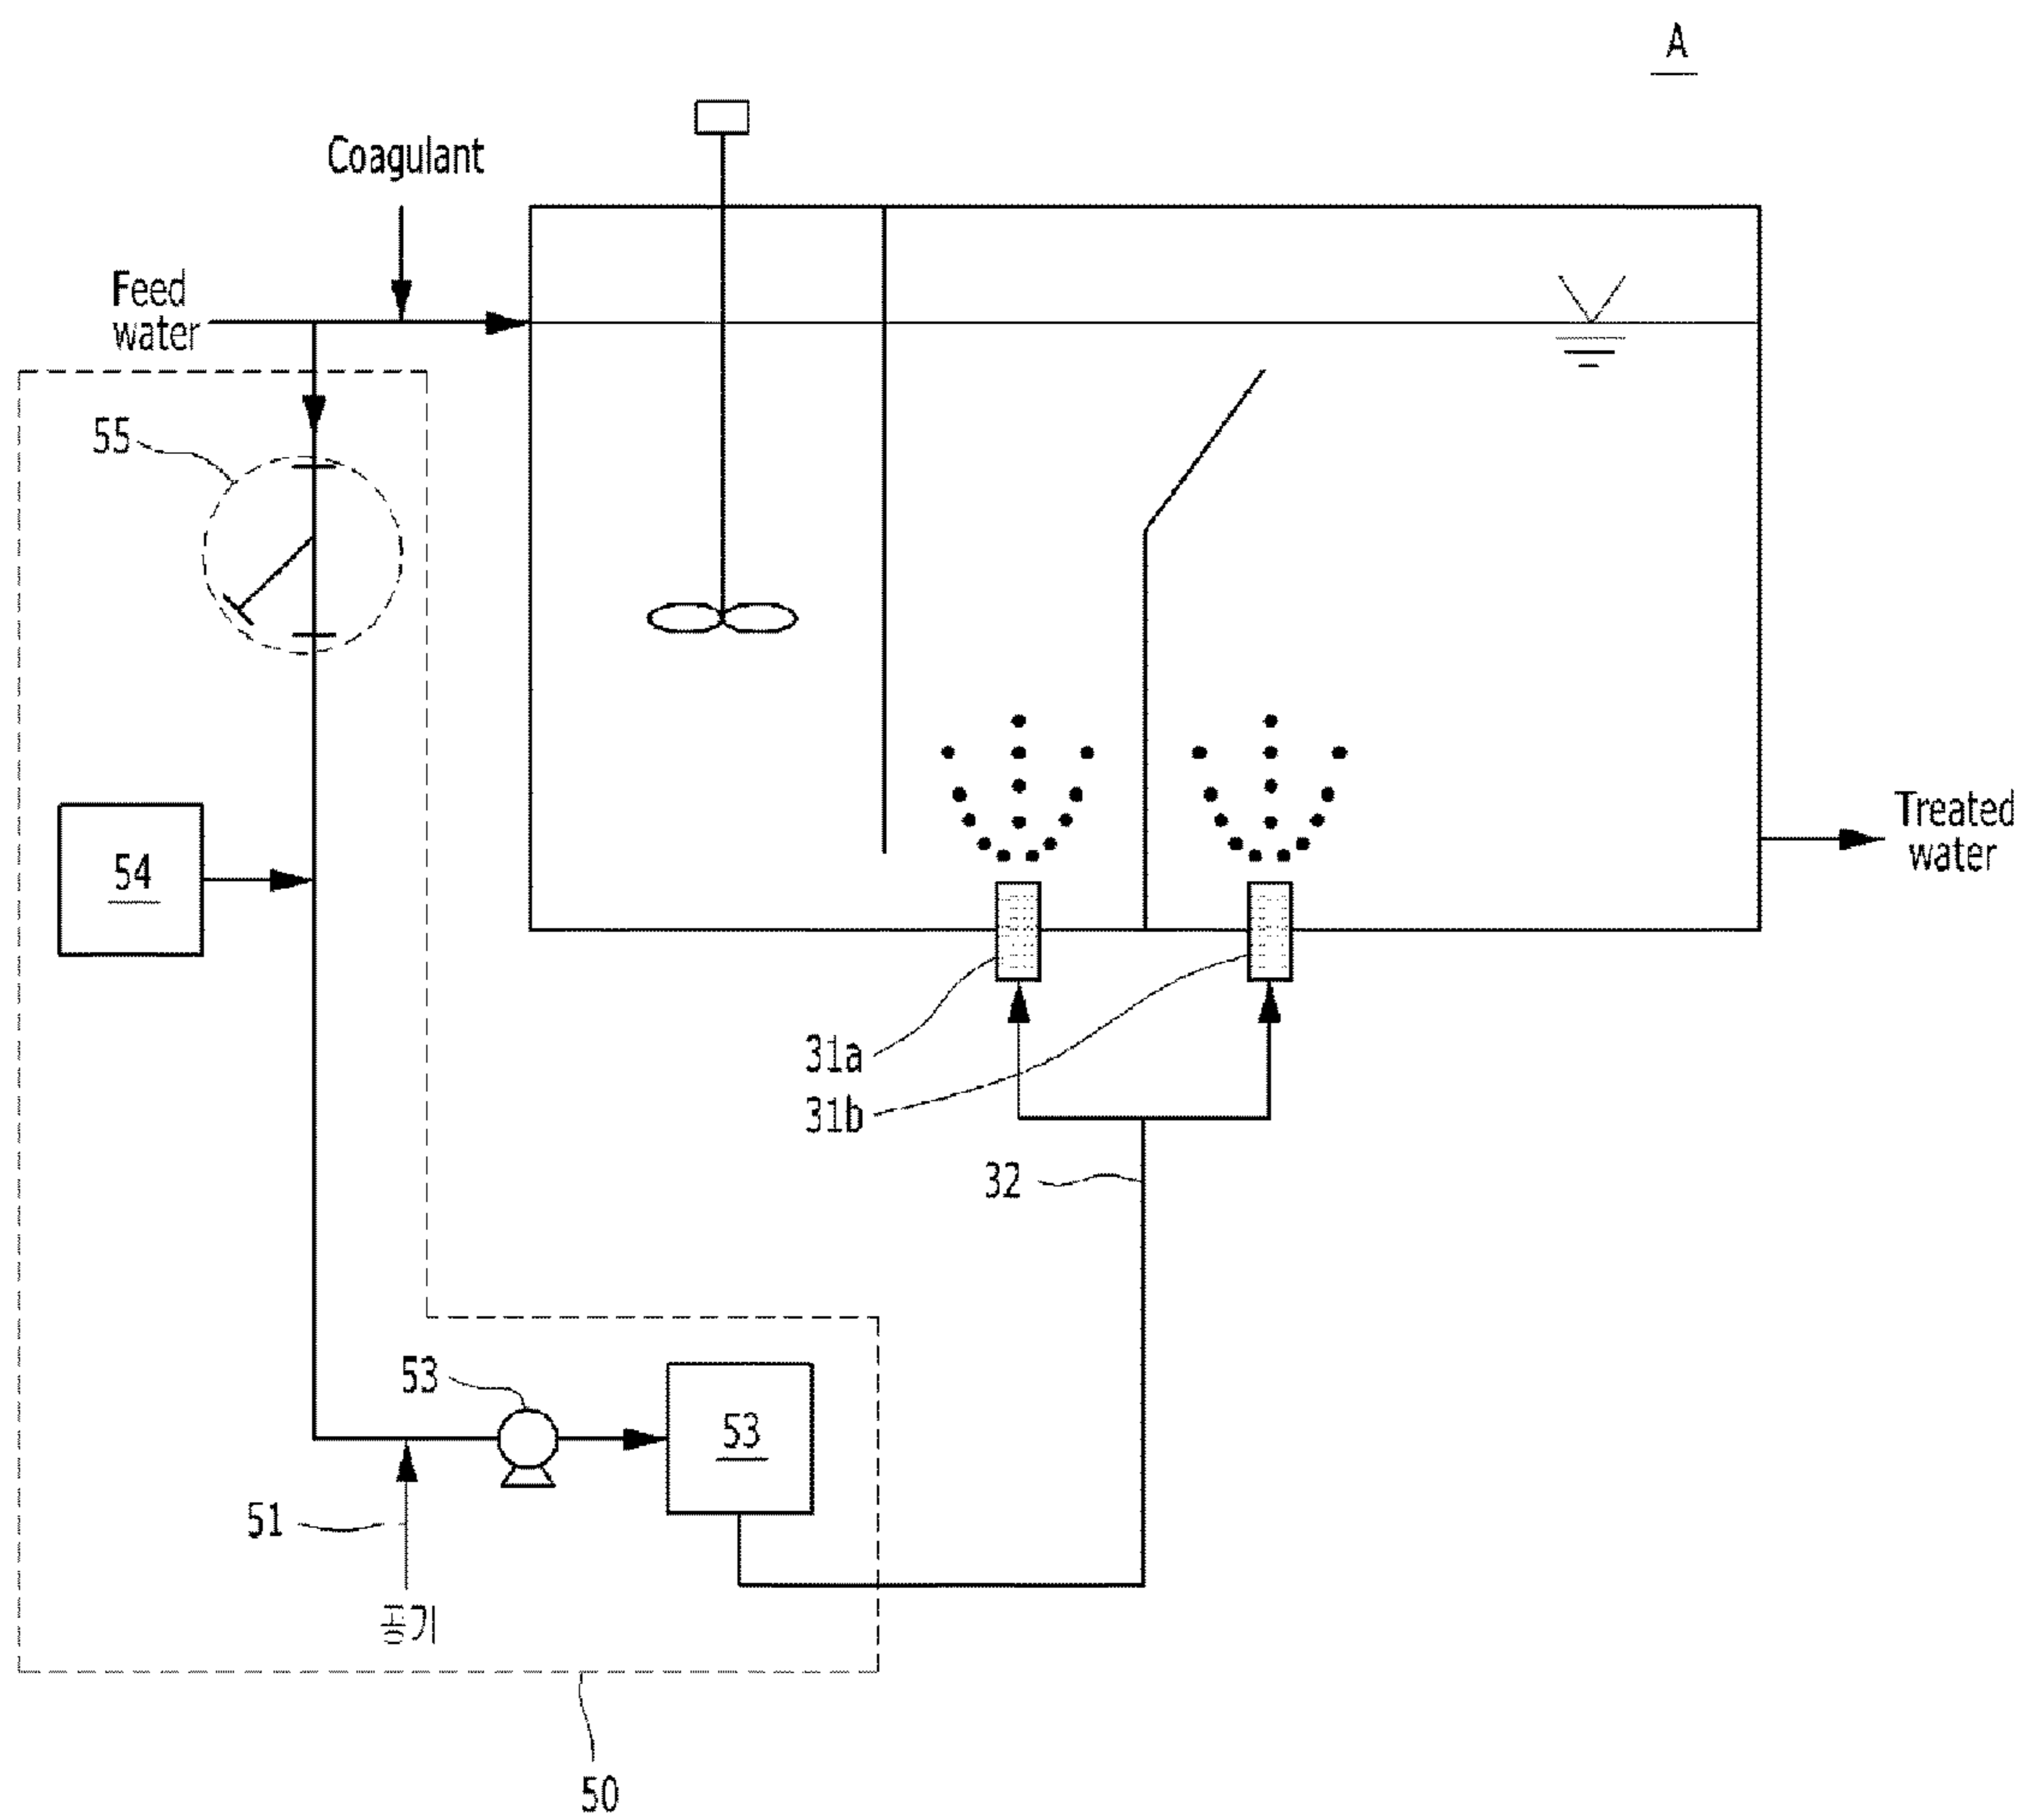 A
Coagulant
Feed
water
55
54
Treated
water
31a
31b
32
53
53
51
공기
50